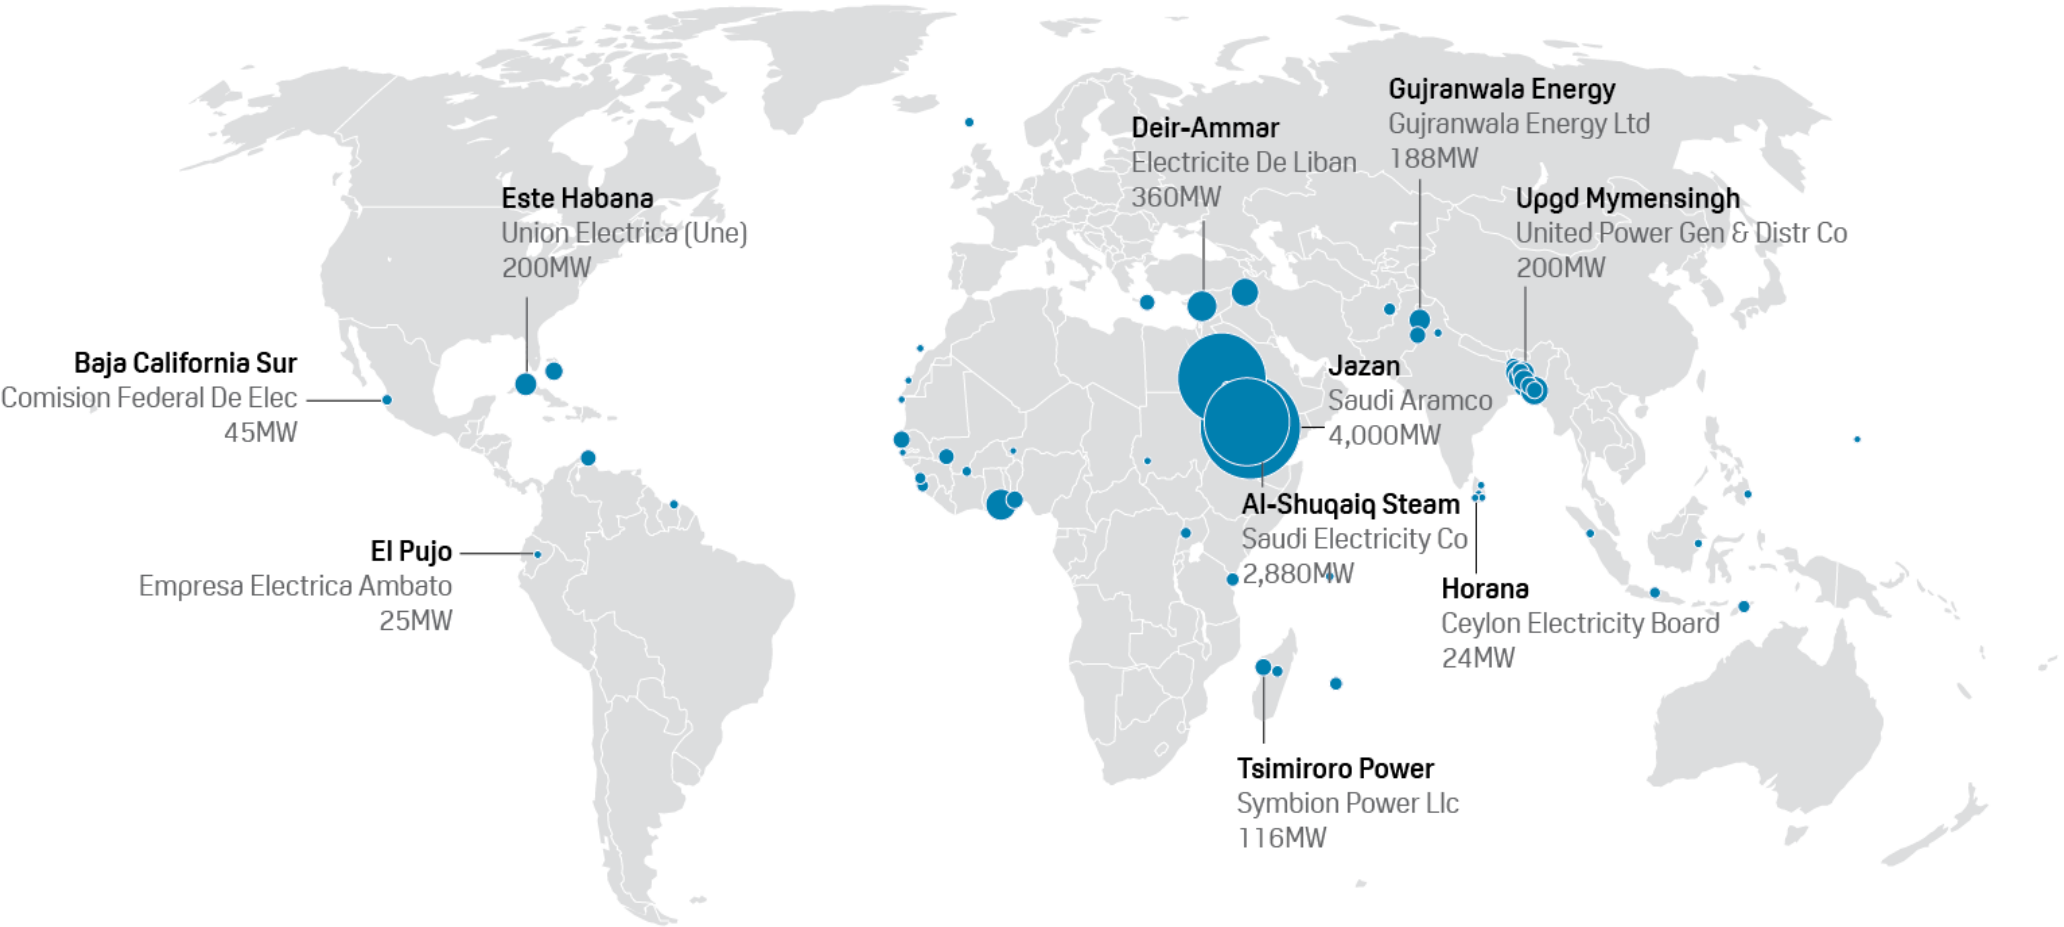 Gujranwala Energy
Gujranwala Energy Ltd
188MW
Deir-Ammar
Electricite De Liban
360MW
Este Habana
Union Electrica (Une)
200MW
Upgd Mymensingh
United Power Gen & Distr Co
200MW
Baja California Sur
Comision Federal De Elec
45MW
Jazan
Saudi Aramco
4,000MW
Al-Shuqaiq Steam
Saudi Electricity Co
2,880MW
El Pujo
Empresa Electrica Ambato
25MW
Horana
Ceylon Electricity Board
24MW
Tsimiroro Power
Symbion Power Llc
116MW